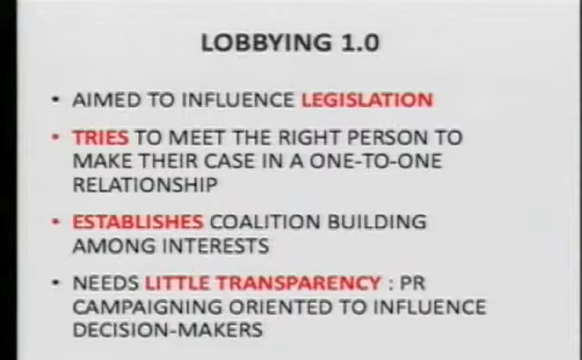 LOBBYING 1.0
• AIMED TO INFLUENCE LEGISLATION
• TRIES TO MEET THE RIGHT PERSON TO
MAKE THEIR CASE IN A ONE-TO-ONE
RELATIONSHIP
• ESTABLISHES COALITION BUILDING
AMONG INTERESTS
• NEEDS LITTLE TRANSPARENCY : PR
CAMPAIGNING ORIENTED TO INFLUENCE
DECISION-MAKERS